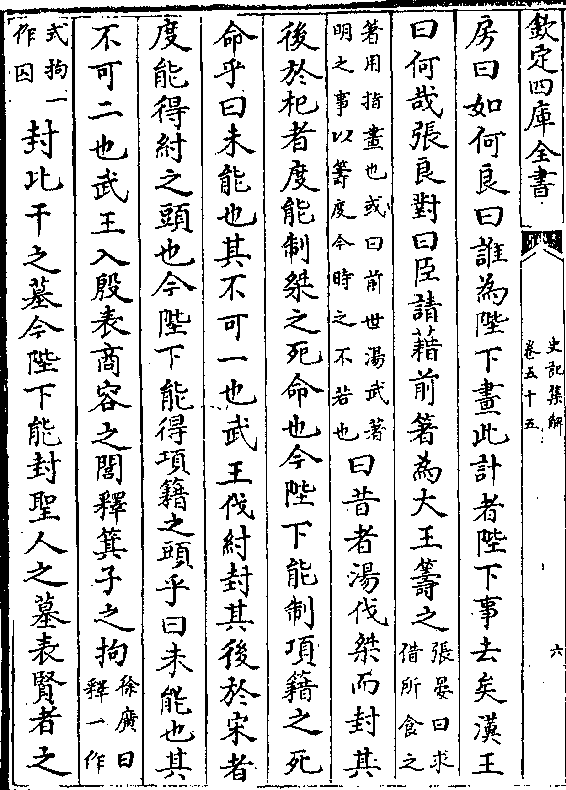 欽定四庫全書
史記集解
卷五十五
六
房曰如何良曰誰為陛下畫此計者陛下事去矣漢王
曰何哉張良對曰臣請藉前箸為大王籌之張晏曰求借所食之
箸用指畫也或曰前世湯武箸明之事以籌度今時之不若也曰昔者湯伐桀而封其
後於杞者度能制桀之死命也今陛下能制項籍之死
命乎曰未能也其不可一也武王伐紂封其後於宋者
度能得紂之頭也今陛下能得項籍之頭乎曰未能也其
不可二也武王入殷表商容之閭釋箕子之拘徐廣曰釋一作
式拘一作囚封比干之墓今陛下能封聖人之墓表賢者之